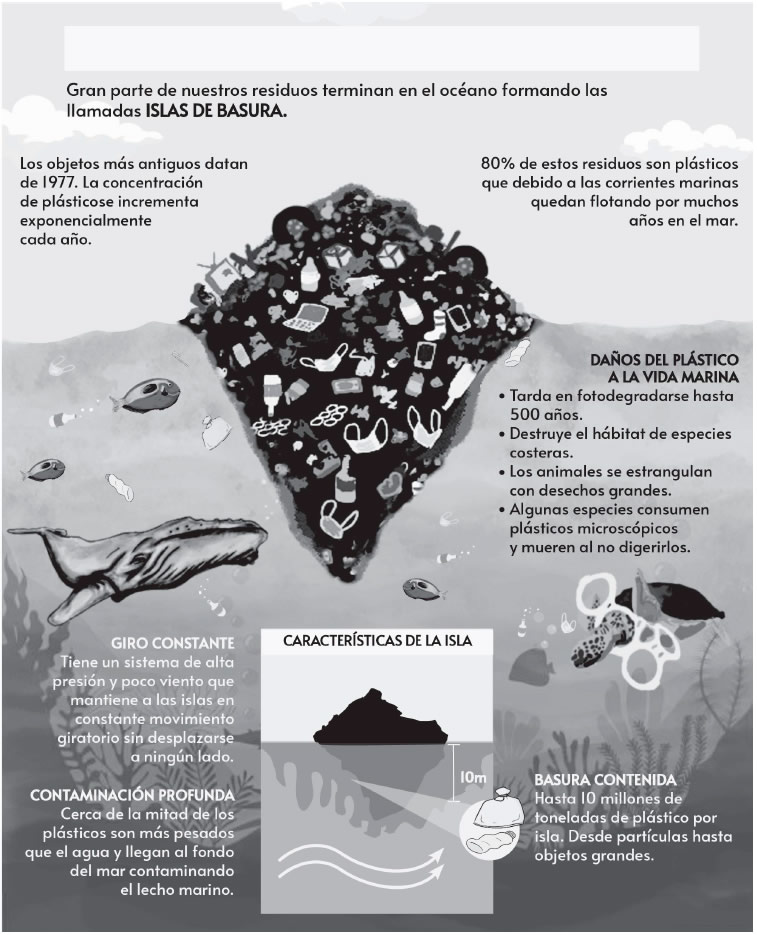 Gran parte de nuestros residuos terminan en el océano formando las
llamadas ISLAS DE BASURA.
Los objetos más antiguos datan
de 1977. La concentración
de plásticose incrementa
exponencialmente
cada año.
80% de estos residuos son plásticos
que debido a las corrientes marinas
quedan flotando por muchos
años en el mar.
DAÑOS DEL PLÁSTICO
A LA VIDA MARINA
• Tarda en fotodegradarse hasta
500 años.
• Destruye el hábitat de especies
costeras.
• Los animales se estrangulan
con desechos grandes.
• Algunas especies consumen
plásticos microscópicos
y mueren al no digerirlos.
GIRO CONSTANTE
Tiene un sistema de alta
presión y poco viento que
mantiene a las islas en
constante movimiento
giratorio sin desplazarse
a ningún lado.
CONTAMINACIÓN PROFUNDA
Cerca de la mitad de los
plásticos son más pesados
que el agua y llegan al fondo
del mar contaminando
el lecho marino.
CARACTERÍSTICAS DE LA ISLA
10m
BASURA CONTENIDA
Hasta 10 millones de
toneladas de plástico por
isla. Desde partículas hasta
objetos grandes.